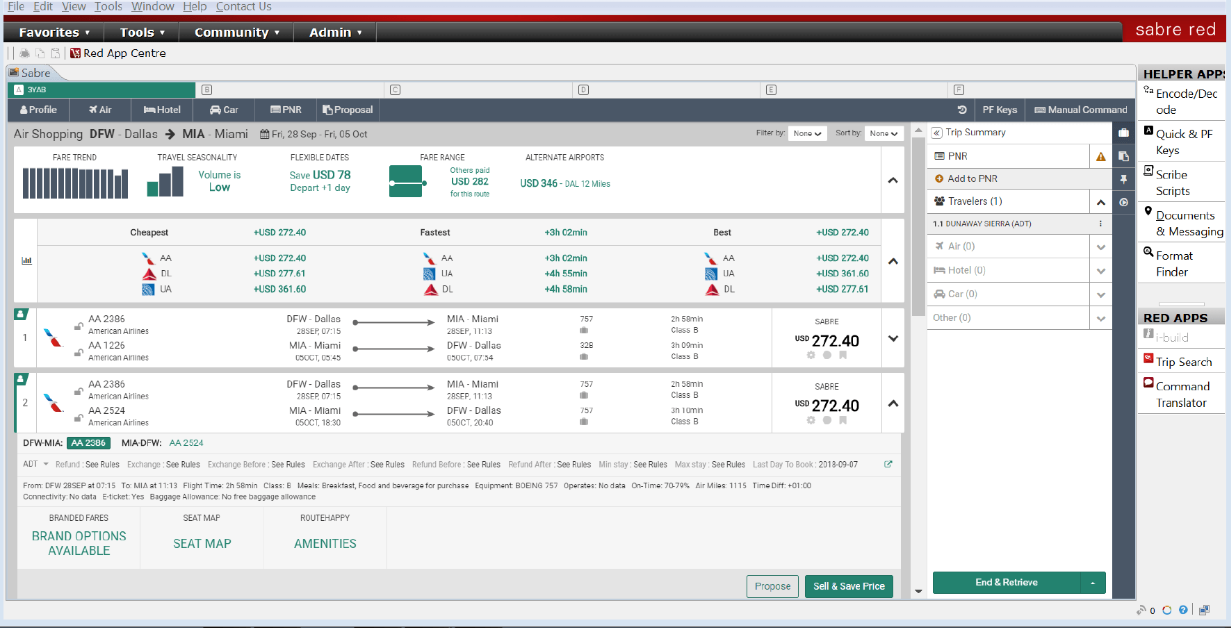 File Edit View Tools Window Help Contact Us
Favorites Tools Community Admin
sabre red
Red App Centre
Sabre
A 3YAB B C D E F
Profile Air Hotel Car PNR Proposal PF Keys Manual Command
Air Shopping DFW - Dallas → MIA - Miami Fri, 28 Sep - Fri, 05 Oct Filter by: None Sort by: None
FARE TREND TRAVEL SEASONALITY FLEXIBLE DATES FARE RANGE ALTERNATE AIRPORTS
Volume is
Low
Save USD 78
Depart +1 day
Others paid
USD 282
for this route
USD 346 - DAL 12 Miles
Cheapest +USD 272.40 Fastest +3h 02min Best +USD 272.40
AA +USD 272.40 AA +3h 02min AA +USD 272.40
DL +USD 277.61 UA +4h 55min UA +USD 361.60
UA +USD 361.60 DL +4h 58min DL +USD 277.61
1
AA 2386 DFW - Dallas MIA - Miami 757 2h 58min
American Airlines 28SEP, 07:15 28SEP, 11:13 Class B
AA 1226 MIA - Miami DFW - Dallas 32B 3h 09min
American Airlines 05OCT, 05:45 05OCT, 07:54 Class B
SABRE
USD 272.40
2
AA 2386 DFW - Dallas MIA - Miami 757 2h 58min
American Airlines 28SEP, 07:15 28SEP, 11:13 Class B
AA 2524 MIA - Miami DFW - Dallas 757 3h 10min
American Airlines 05OCT, 18:30 05OCT, 20:40 Class B
SABRE
USD 272.40
DFW-MIA: AA 2386 MIA-DFW: AA 2524
ADT Refund : See Rules Exchange : See Rules Exchange Before : See Rules Exchange After : See Rules Refund Before : See Rules Refund After : See Rules Min stay : See Rules Max stay : See Rules Last Day To Book : 2018-09-07
From: DFW 28SEP at 07:15 To: MIA at 11:13 Flight Time: 2h 58min Class: B Meals: Breakfast, Food and beverage for purchase Equipment: BOEING 757 Operates: No data On-Time: 70-79% Air Miles: 1115 Time Diff: +01:00
Connectivity: No data E-ticket: Yes Baggage Allowance: No free baggage allowance
BRANDED FARES SEAT MAP ROUTEHAPPY
BRAND OPTIONS
AVAILABLE
SEAT MAP
AMENITIES
Propose Sell & Save Price
Trip Summary
PNR
Add to PNR
Travelers (1)
1.1 DUNAWAY SIERRA (ADT)
Air (0)
Hotel (0)
Car (0)
Other (0)
End & Retrieve
HELPER APPS
Encode/Dec
ode
Quick & PF
Keys
Scribe
Scripts
Documents
& Messaging
Format
Finder
RED APPS
i-build
Trip Search
Command
Translator
0